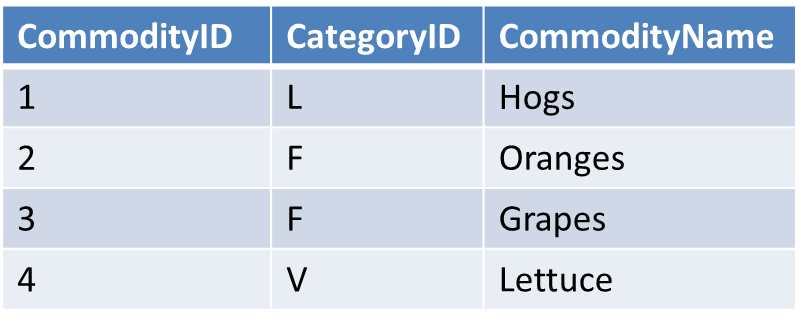 CommodityID CategoryID CommodityName
1 L Hogs
2 F Oranges
3 F Grapes
4 V Lettuce